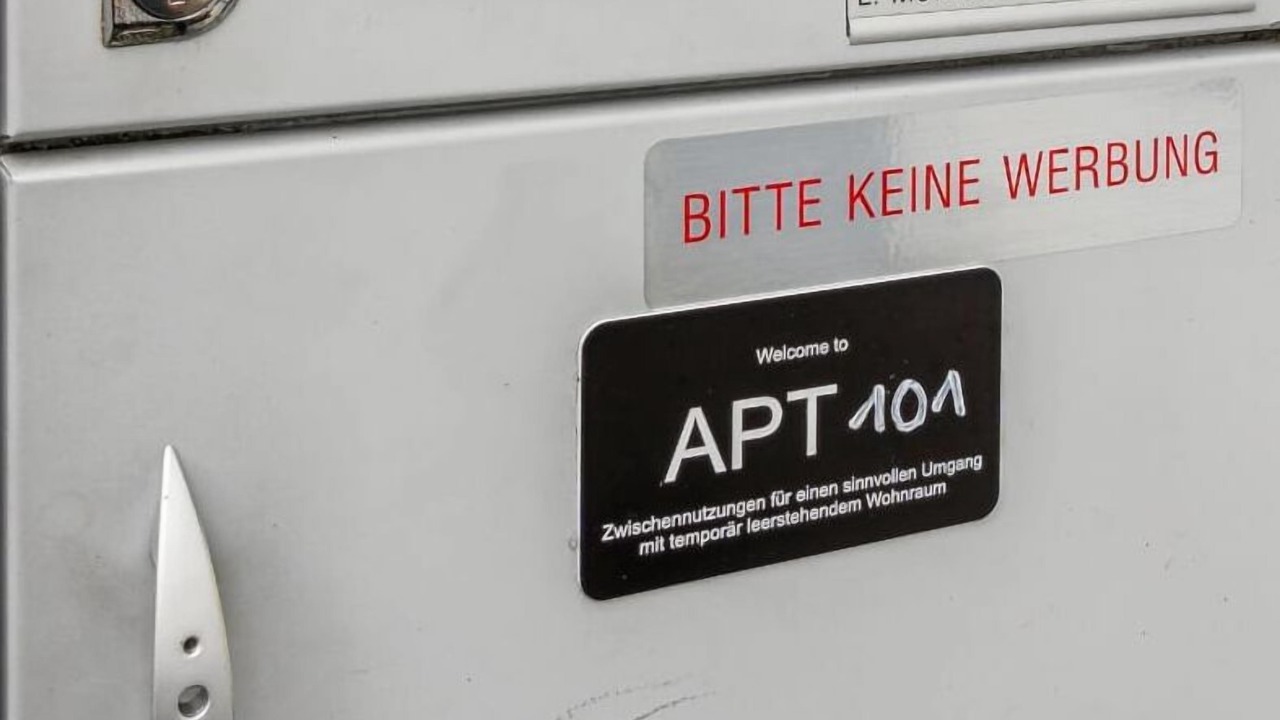 BITTE KEINE WERBUNG
Welcome to
APT 101
Zwischennutzungen für einen sinnvollen Umgang
mit temporär leerstehendem Wohnraum